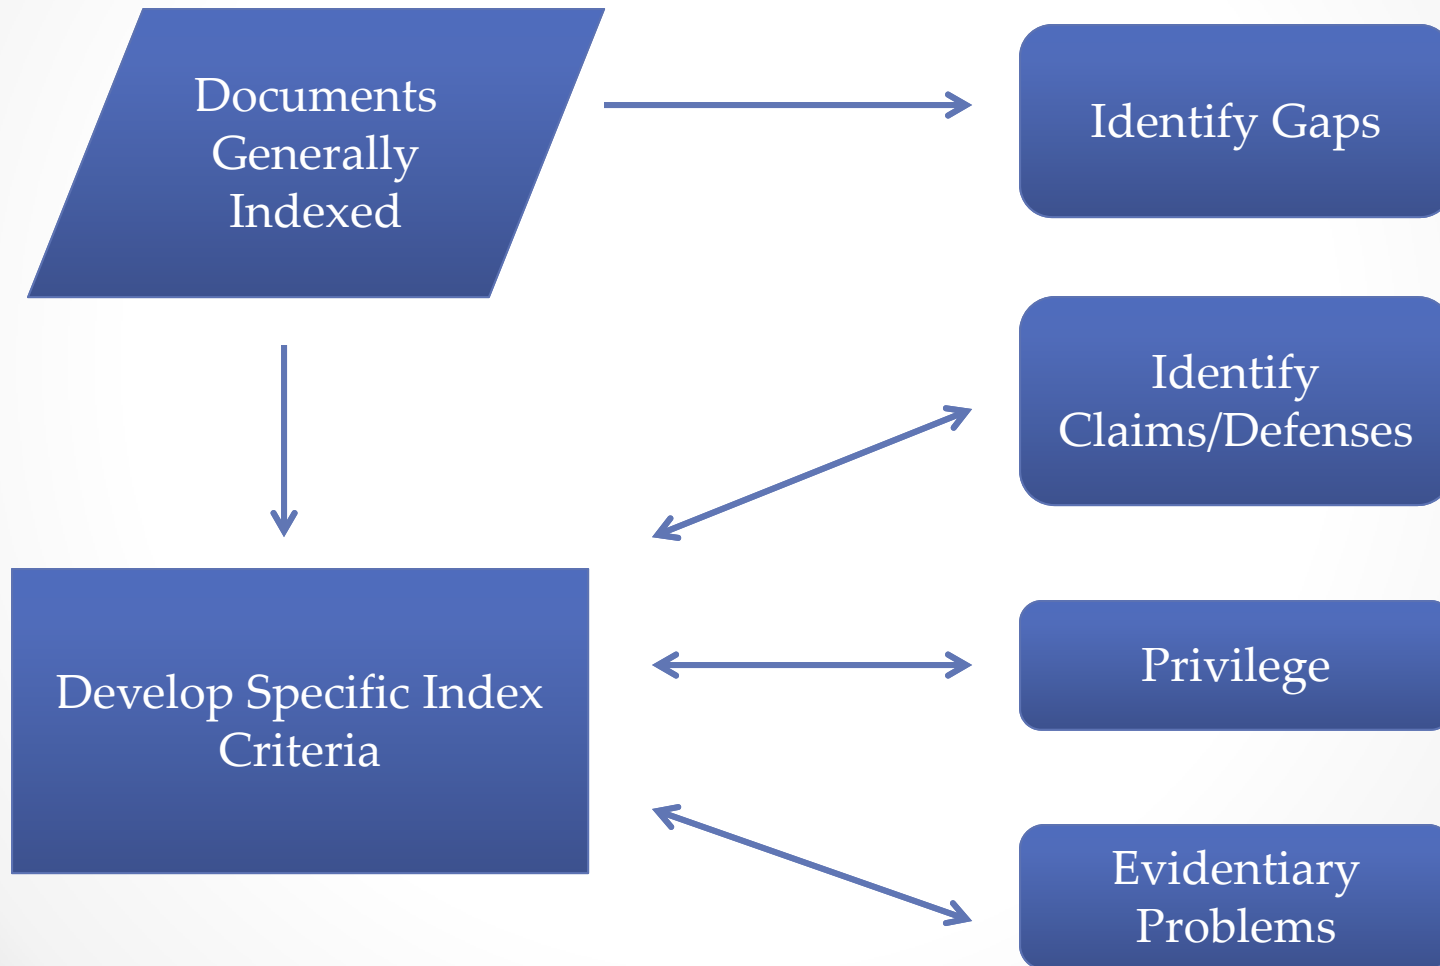 Documents
Generally
Indexed
Identify Gaps
Identify
Claims/Defenses
Develop Specific Index
Criteria
Privilege
Evidentiary
Problems